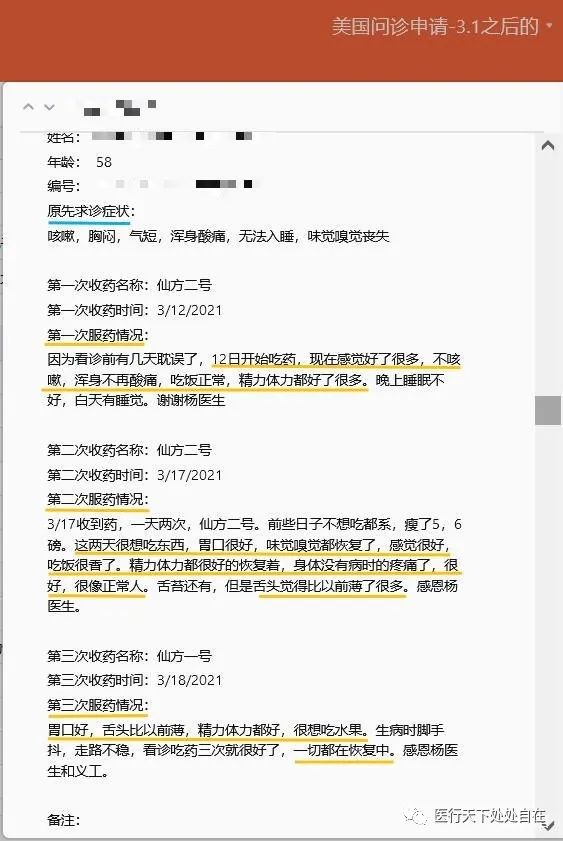 美国问诊申请-3.1之后的
姓名：
年龄： 58
编号：
原先求诊症状：
咳嗽，胸闷，气短，浑身酸痛，无法入睡，味觉嗅觉丧失
第一次收药名称：仙方二号
第一次收药时间：3/12/2021
第一次服药情况：
因为看诊前有几天耽误了，12日开始吃药，现在感觉好了很多，不咳
嗽，浑身不再酸痛，吃饭正常，精力体力都好了很多。晚上睡眠不
好，白天有睡觉。谢谢杨医生
第二次收药名称：仙方二号
第二次收药时间：3/17/2021
第二次服药情况：
3/17收到药，一天两次，仙方二号。前些日子不想吃都系，瘦了5，6
磅。这两天很想吃东西，胃口很好，味觉嗅觉都恢复了，感觉很好，
吃饭很香了。精力体力都很好的恢复着，身体没有病时的疼痛了，很
好，很像正常人。舌苔还有，但是舌头觉得比以前薄了很多。感恩杨
医生。
第三次收药名称：仙方一号
第三次收药时间：3/18/2021
第三次服药情况：
胃口好，舌头比以前薄，精力体力都好，很想吃水果。生病时脚手
抖，走路不稳，看诊吃药三次就很好了，一切都在恢复中。感恩杨医
生和义工。
备注：
医行天下处处自在